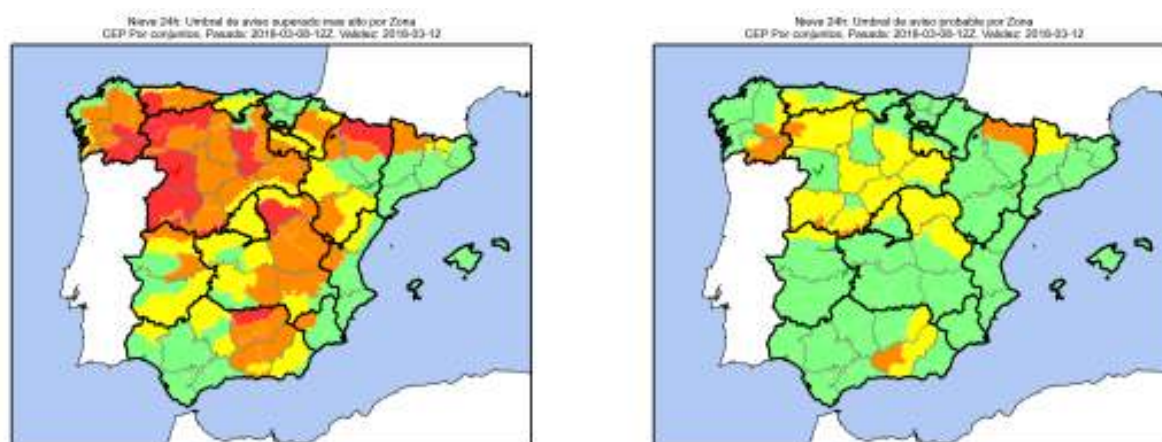 Nieve 24h: Umbral de aviso superado mas alto por Zona
CEP Por conjuntos, Pasada: 2018-03-08-12Z, Validez: 2018-03-12
Nieve 24h: Umbral de aviso probable por Zona
CEP Por conjuntos, Pasada: 2018-03-08-12Z, Validez: 2018-03-12